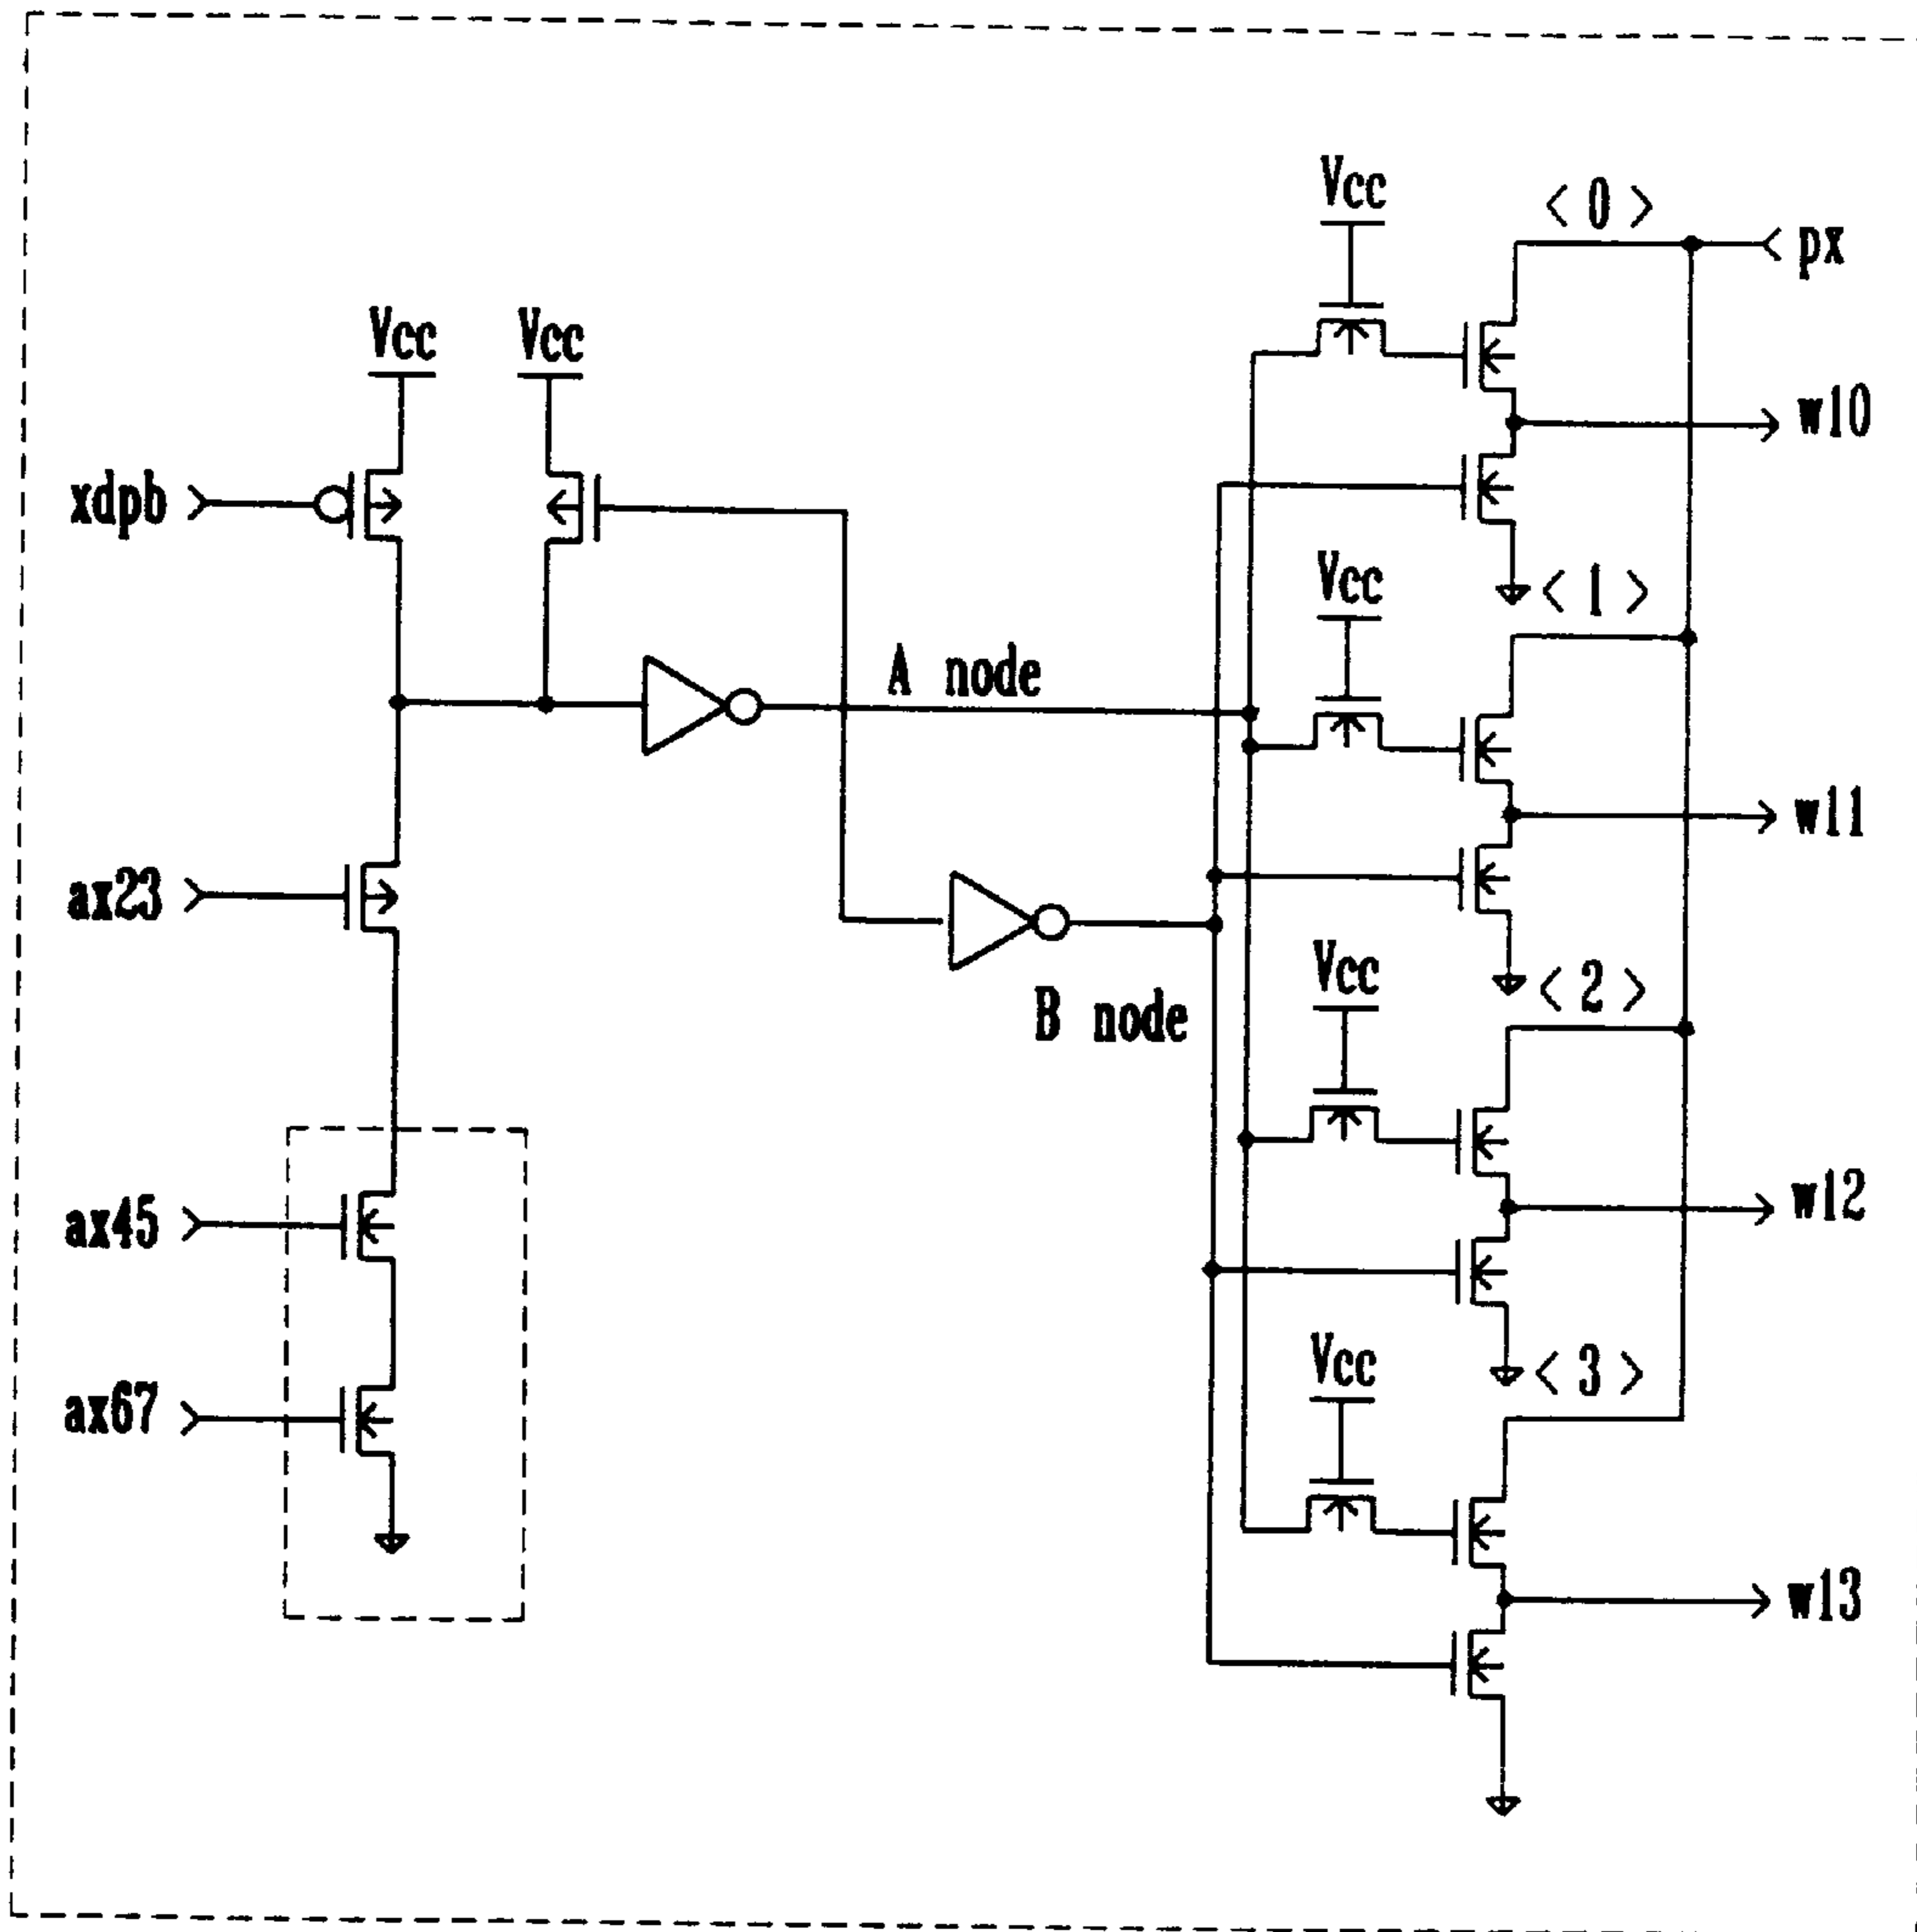 Vcc
< 0 >
px
Vcc
Vcc
w10
xdpb
Vcc
< 1 >
A node
w11
ax23
Vcc
< 2 >
B node
w12
ax45
Vcc
< 3 >
ax67
w13